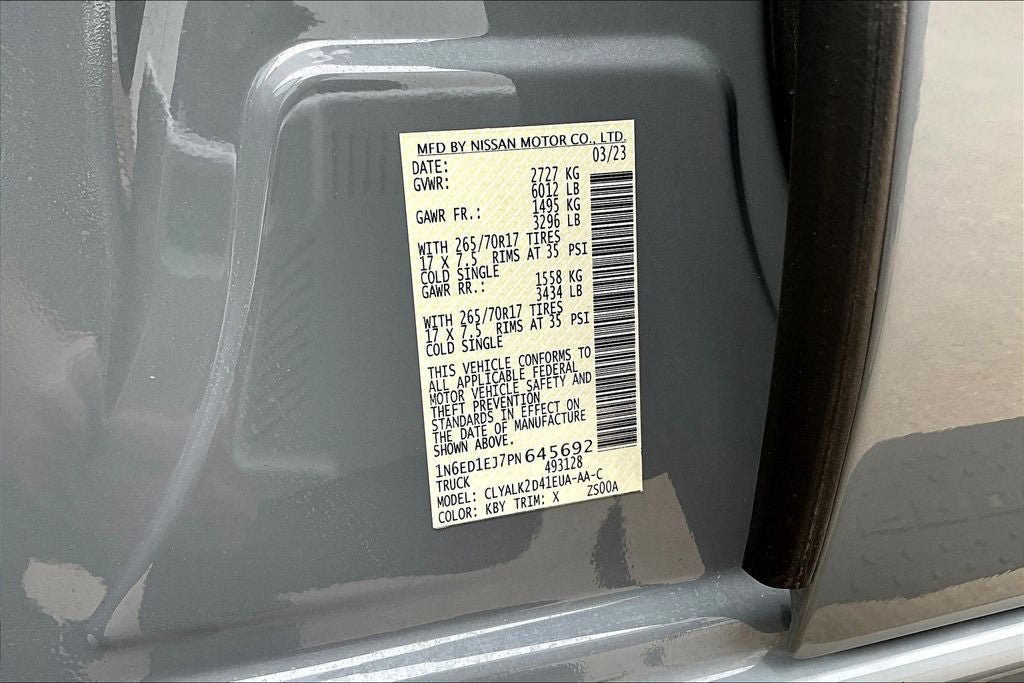 MFD BY NISSAN MOTOR CO., LTD.
DATE: 03/23
GVWR: 2727 KG
6012 LB
GAWR FR.: 1495 KG
3296 LB
WITH 265/70R17 TIRES
17 X 7.5 RIMS AT 35 PSI
COLD SINGLE
GAWR RR.: 1558 KG
3434 LB
WITH 265/70R17 TIRES
17 X 7.5 RIMS AT 35 PSI
COLD SINGLE
THIS VEHICLE CONFORMS TO
ALL APPLICABLE FEDERAL
MOTOR VEHICLE SAFETY AND
THEFT PREVENTION
STANDARDS IN EFFECT ON
THE DATE OF MANUFACTURE
SHOWN ABOVE.
1N6ED1EJ7PN645692
TRUCK 493128
MODEL: CLYALK2D41EUA-AA-C
COLOR: KBY TRIM: X ZS00A